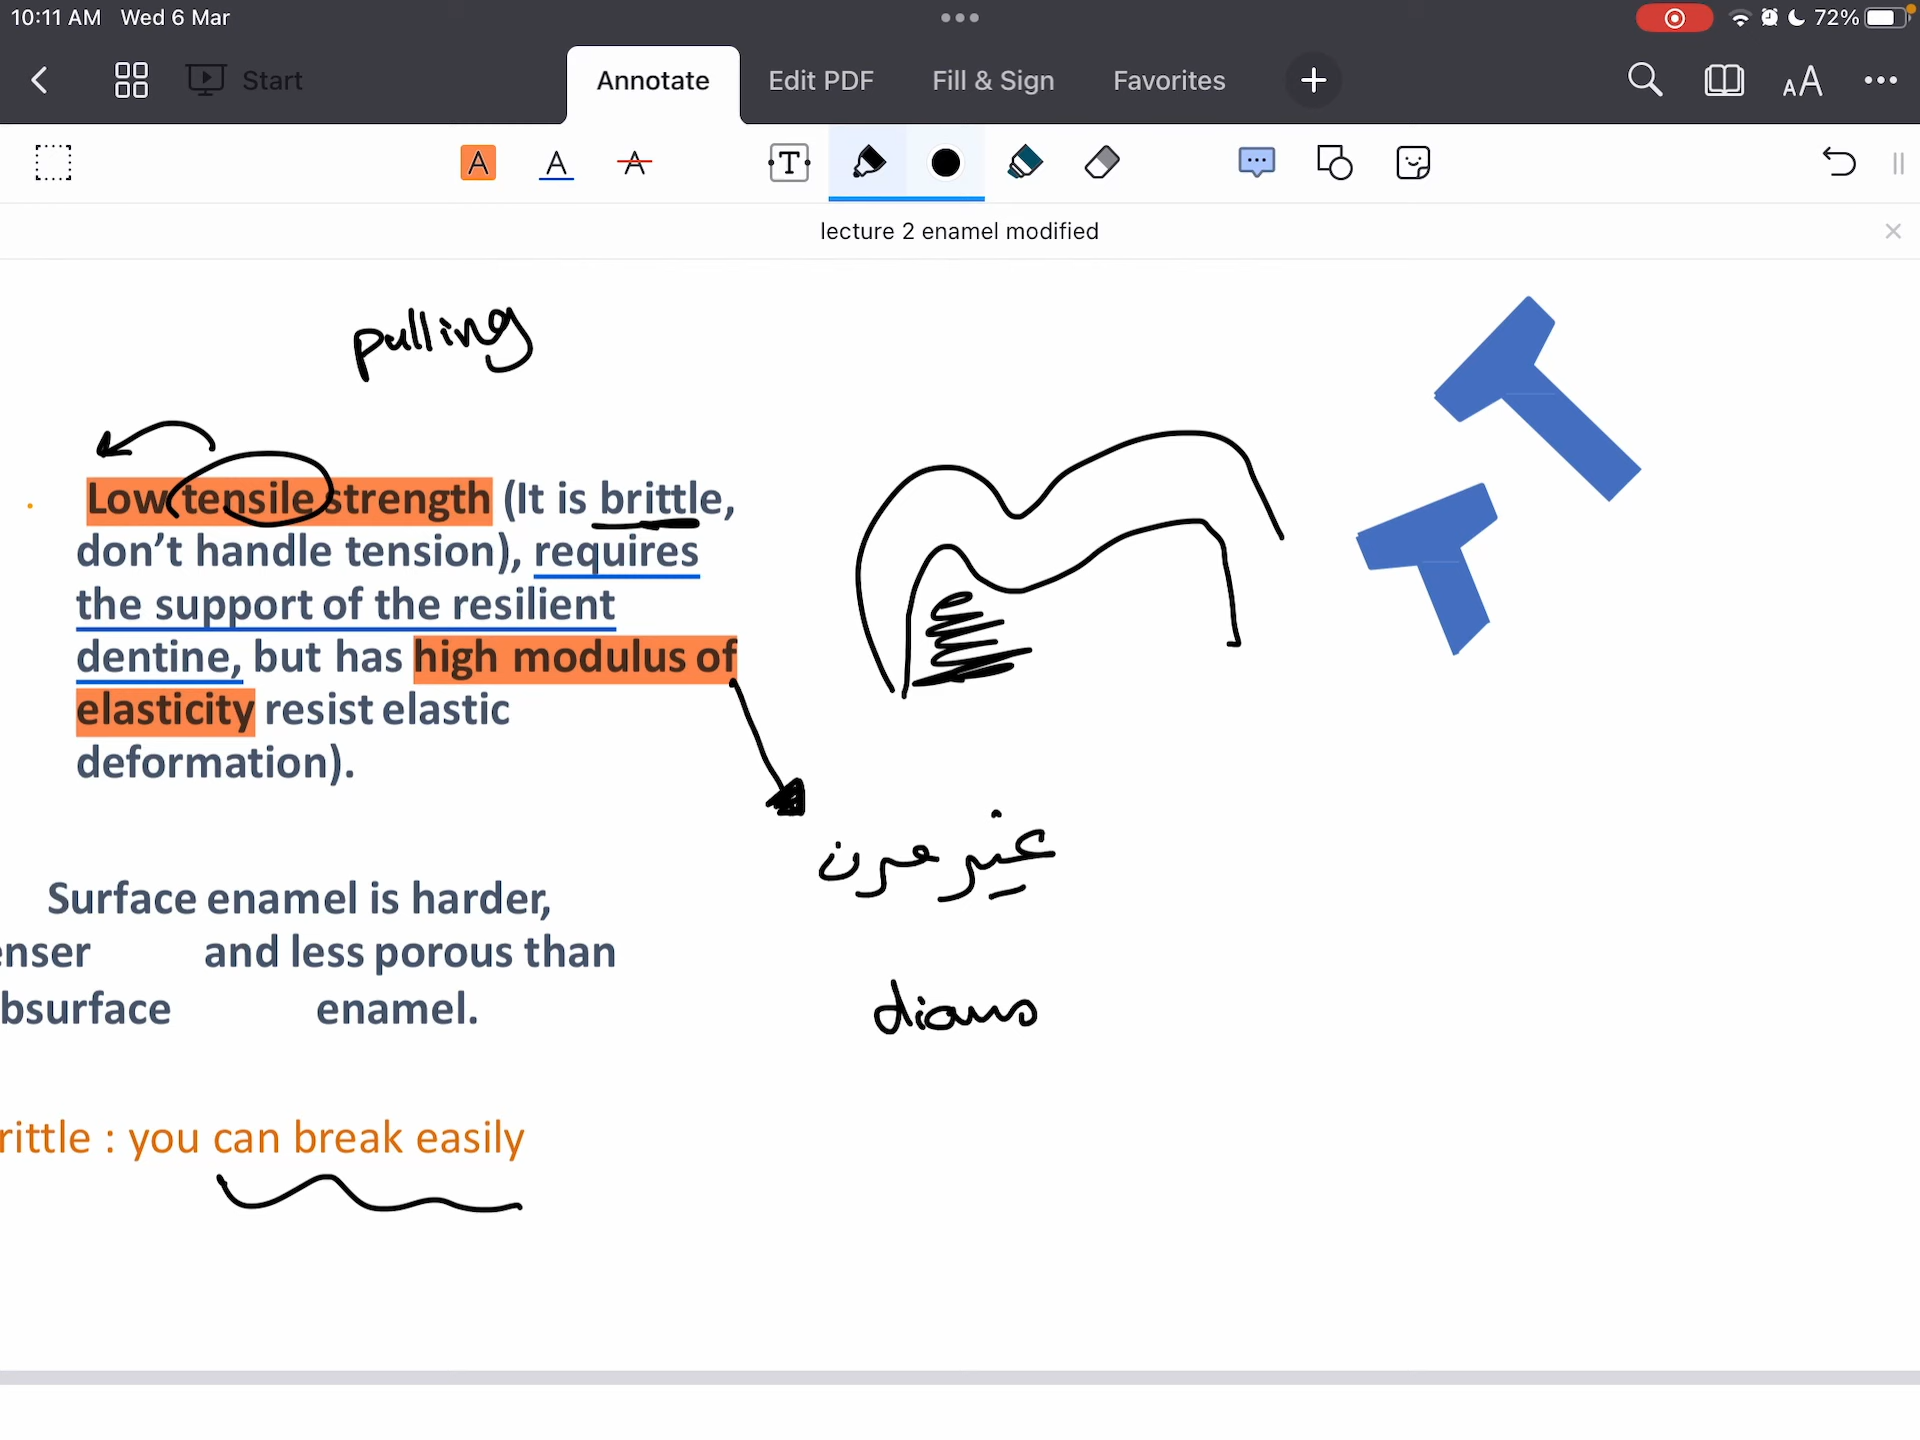 10:11 AM Wed 6 Mar
72%
Start
Annotate
Edit PDF
Fill & Sign
Favorites
AA
A A A T
lecture 2 enamel modified
pulling
Low tensile strength (It is brittle,
don’t handle tension), requires
the support of the resilient
dentine, but has high modulus of
elasticity resist elastic
deformation).
غير مرن
Surface enamel is harder,
enser and less porous than
bsurface enamel.
diamo
rittle : you can break easily